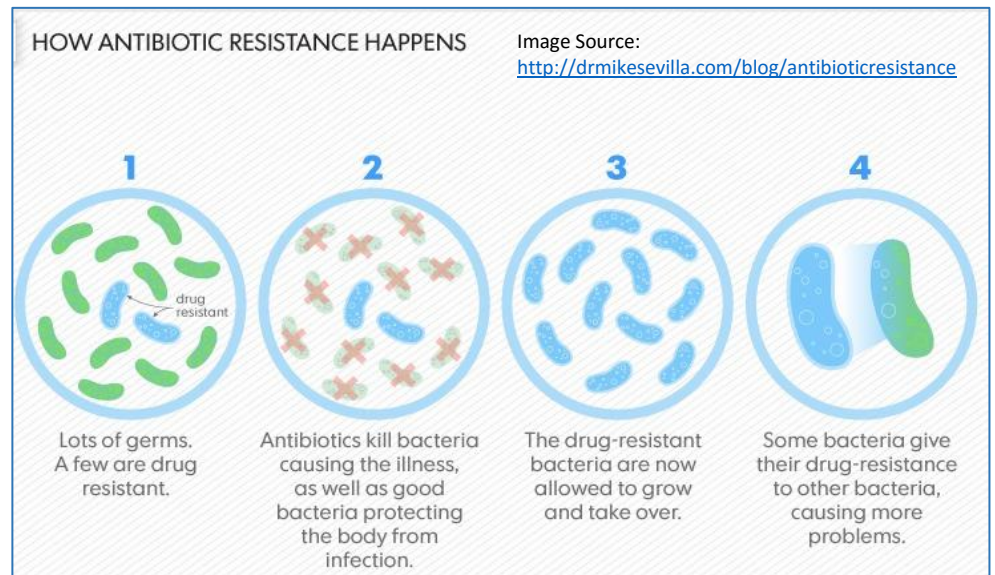 HOW ANTIBIOTIC RESISTANCE HAPPENS
Image Source:
http://drmikesevilla.com/blog/antibioticresistance
1
2
3
4
drug
resistant
Lots of germs.
A few are drug
resistant.
Antibiotics kill bacteria
causing the illness,
as well as good
bacteria protecting
the body from
infection.
The drug-resistant
bacteria are now
allowed to grow
and take over.
Some bacteria give
their drug-resistance
to other bacteria,
causing more
problems.